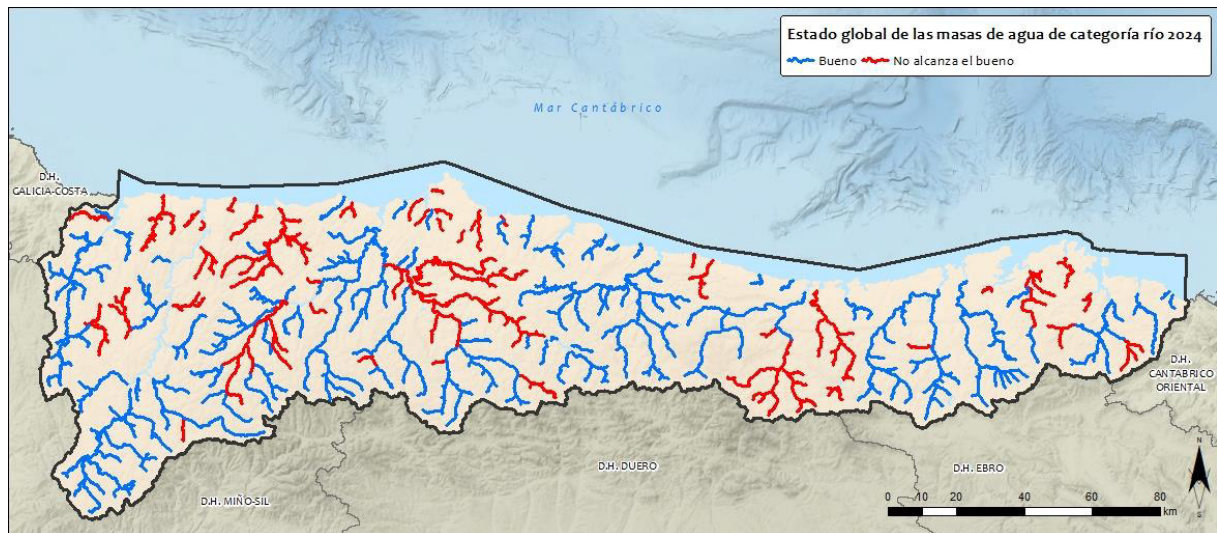 Estado global de las masas de agua de categoría río 2024
Bueno No alcanza el bueno
Mar Cantábrico
D.H.
GALICIA-COSTA
D.H.
CANTABRICO
ORIENTAL
D.H. DUERO
D.H. EBRO
D.H. MIÑO-SIL
N
S
0 10 20 40 60 80
km